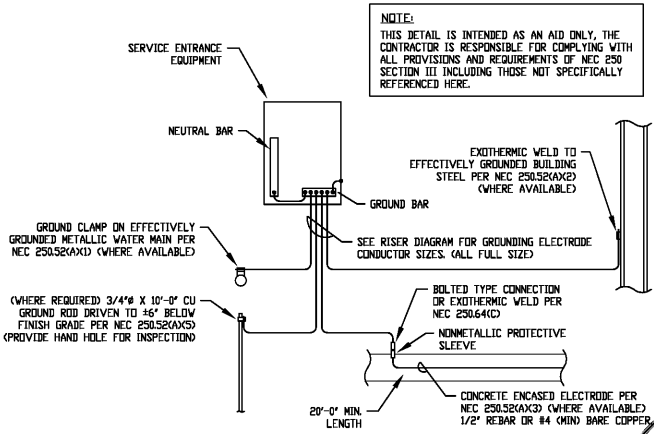 NOTE:
THIS DETAIL IS INTENDED AS AN AID ONLY, THE
CONTRACTOR IS RESPONSIBLE FOR COMPLYING WITH
ALL PROVISIONS AND REQUIREMENTS OF NEC 250
SECTION III INCLUDING THOSE NOT SPECIFICALLY
REFERENCED HERE.
SERVICE ENTRANCE
EQUIPMENT
NEUTRAL BAR
EXOTHERMIC WELD TO
EFFECTIVELY GROUNDED BUILDING
STEEL PER NEC 250.52(A)(2)
(WHERE AVAILABLE)
GROUND BAR
GROUND CLAMP ON EFFECTIVELY
GROUNDED METALLIC WATER MAIN PER
NEC 250.52(A)(1) (WHERE AVAILABLE)
SEE RISER DIAGRAM FOR GROUNDING ELECTRODE
CONDUCTOR SIZES. (ALL FULL SIZE)
(WHERE REQUIRED) 3/4"ø X 10'-0" CU
GROUND ROD DRIVEN TO ±6" BELOW
FINISH GRADE PER NEC 250.52(A)(5)
(PROVIDE HAND HOLE FOR INSPECTION)
BOLTED TYPE CONNECTION
OR EXOTHERMIC WELD PER
NEC 250.64(C)
NONMETALLIC PROTECTIVE
SLEEVE
20'-0" MIN.
LENGTH
CONCRETE ENCASED ELECTRODE PER
NEC 250.52(A)(3) (WHERE AVAILABLE)
1/2" REBAR OR #4 (MIN) BARE COPPER